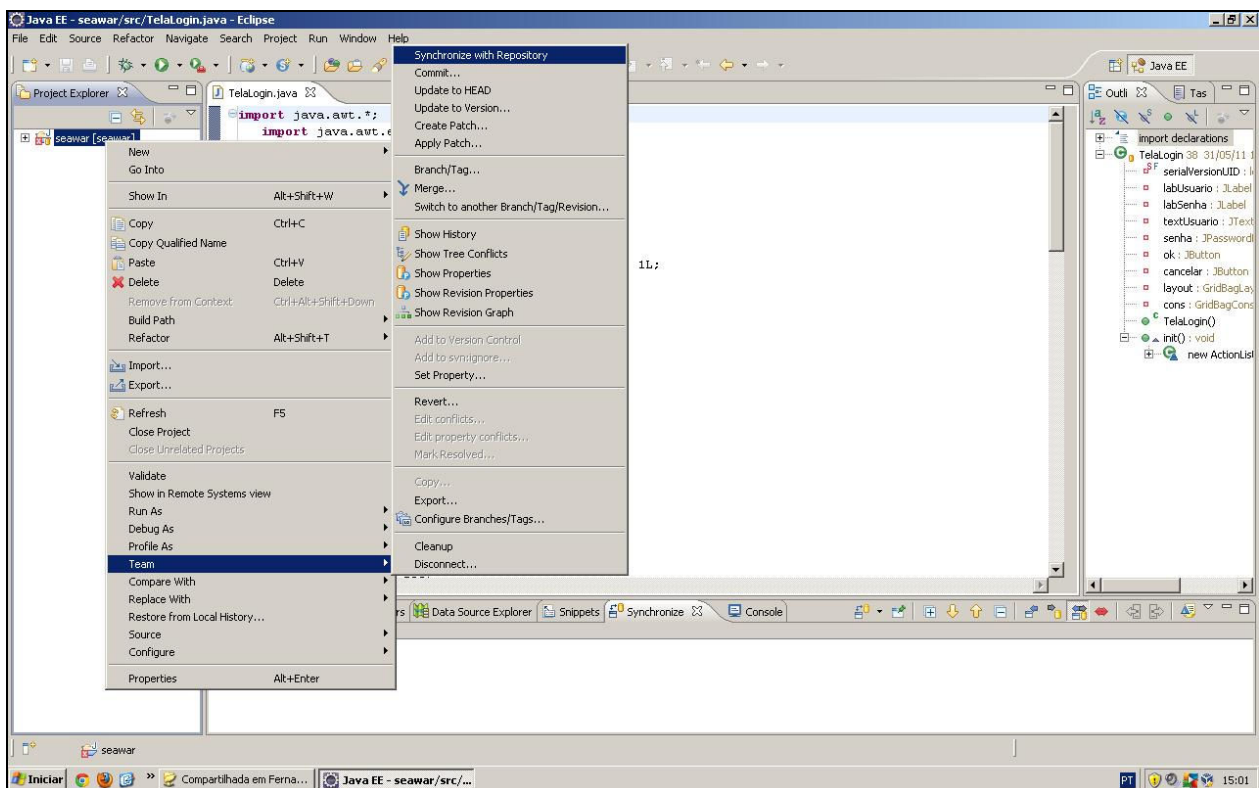 Java EE - seawar/src/TelaLogin.java - Eclipse
File Edit Source Refactor Navigate Search Project Run Window Help
Java EE
Project Explorer
TelaLogin.java
import java.awt.*;
import java.awt.e
seawar [seawar]
1L;
New
Go Into
Show In Alt+Shift+W
Copy Ctrl+C
Copy Qualified Name
Paste Ctrl+V
Delete Delete
Remove from Context Ctrl+Alt+Shift+Down
Build Path
Refactor Alt+Shift+T
Import...
Export...
Refresh F5
Close Project
Close Unrelated Projects
Validate
Show in Remote Systems view
Run As
Debug As
Profile As
Team
Compare With
Replace With
Restore from Local History...
Source
Configure
Properties Alt+Enter
Synchronize with Repository
Commit...
Update to HEAD
Update to Version...
Create Patch...
Apply Patch...
Branch/Tag...
Merge...
Switch to another Branch/Tag/Revision...
Show History
Show Tree Conflicts
Show Properties
Show Revision Properties
Show Revision Graph
Add to Version Control
Add to svn:ignore...
Set Property...
Revert...
Edit conflicts...
Edit property conflicts...
Mark Resolved...
Copy...
Export...
Configure Branches/Tags...
Cleanup
Disconnect...
Outli Tas
import declarations
TelaLogin 38 31/05/11 1
serialVersionUID : l
labUsuario : JLabel
labSenha : JLabel
textUsuario : JText
senha : JPassword
ok : JButton
cancelar : JButton
layout : GridBagLay
cons : GridBagCons
TelaLogin()
init() : void
new ActionLis
rs Data Source Explorer Snippets Synchronize Console
seawar
Iniciar Compartilhada em Ferna... Java EE - seawar/src/... PT 15:01